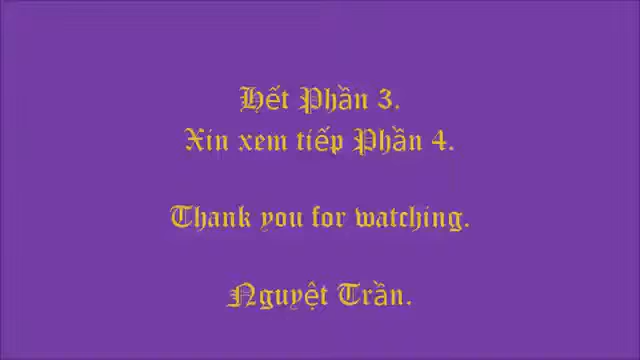 Hết Phần 3.
Xin xem tiếp Phần 4.
Thank you for watching.
Nguyệt Trần.